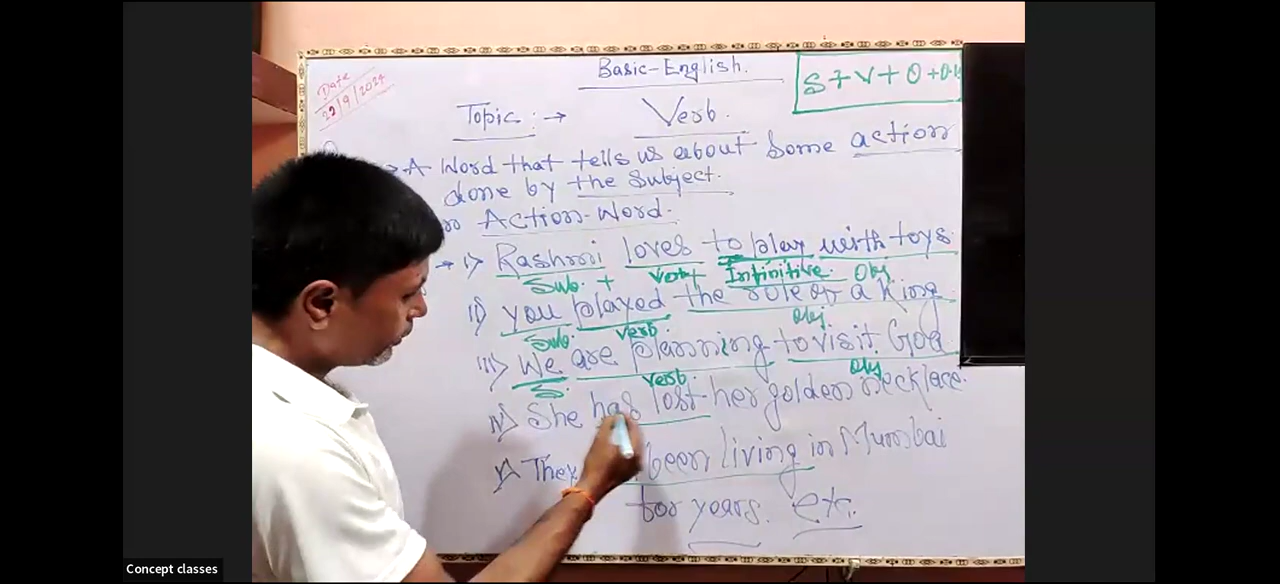 Basic-English.
Date
22/9/2024
S + V + O + O.W
Topic : → Verb.
→ A Word that tells us about some action
done by the subject.
or Action-Word.
→ i) Rashmi loves to play with toys.
Sub. + Verb + Infinitive. Obj
ii) you played the role of a King
Sub. verb. Obj
iii) We are planning to visit Goa
S. verb. Obj
iv) She has lost her golden necklace.
v) They been living in Mumbai
for years. etc.
Concept classes